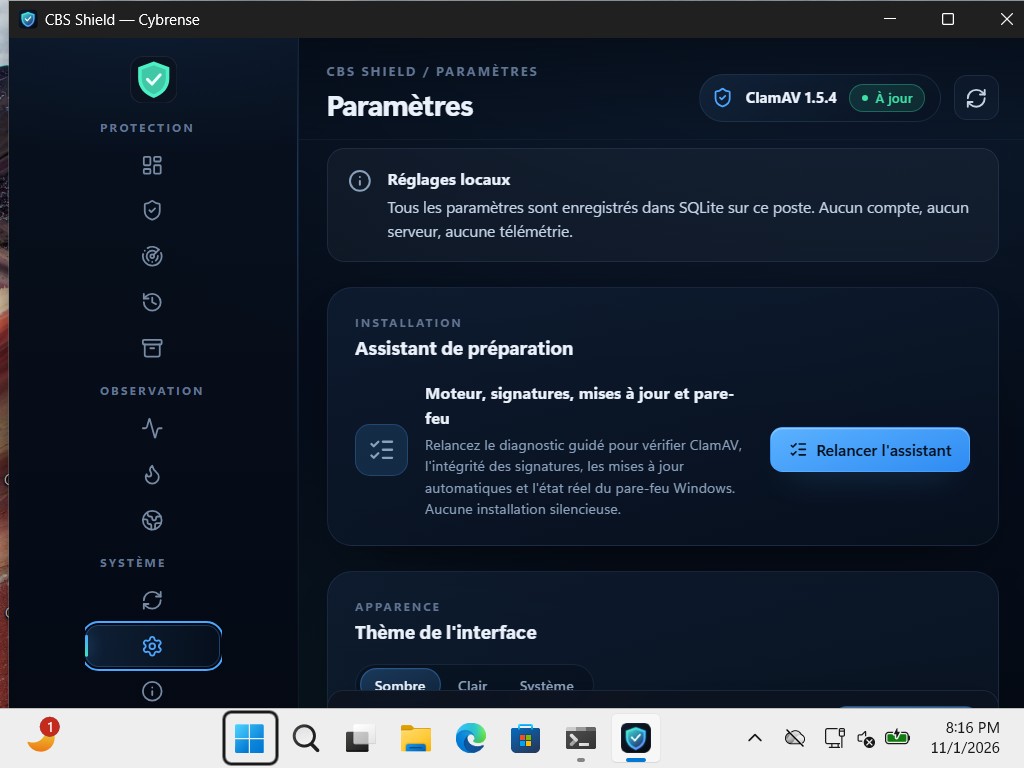 CBS Shield — Cybrense
PROTECTION
OBSERVATION
SYSTÈME
CBS SHIELD / PARAMÈTRES
Paramètres
ClamAV 1.5.4
À jour
Réglages locaux
Tous les paramètres sont enregistrés dans SQLite sur ce poste. Aucun compte, aucun
serveur, aucune télémétrie.
INSTALLATION
Assistant de préparation
Moteur, signatures, mises à jour et pare-
feu
Relancez le diagnostic guidé pour vérifier ClamAV,
l'intégrité des signatures, les mises à jour
automatiques et l'état réel du pare-feu Windows.
Aucune installation silencieuse.
Relancer l'assistant
APPARENCE
Thème de l'interface
Sombre
Clair
Système
1
8:16 PM
11/1/2026